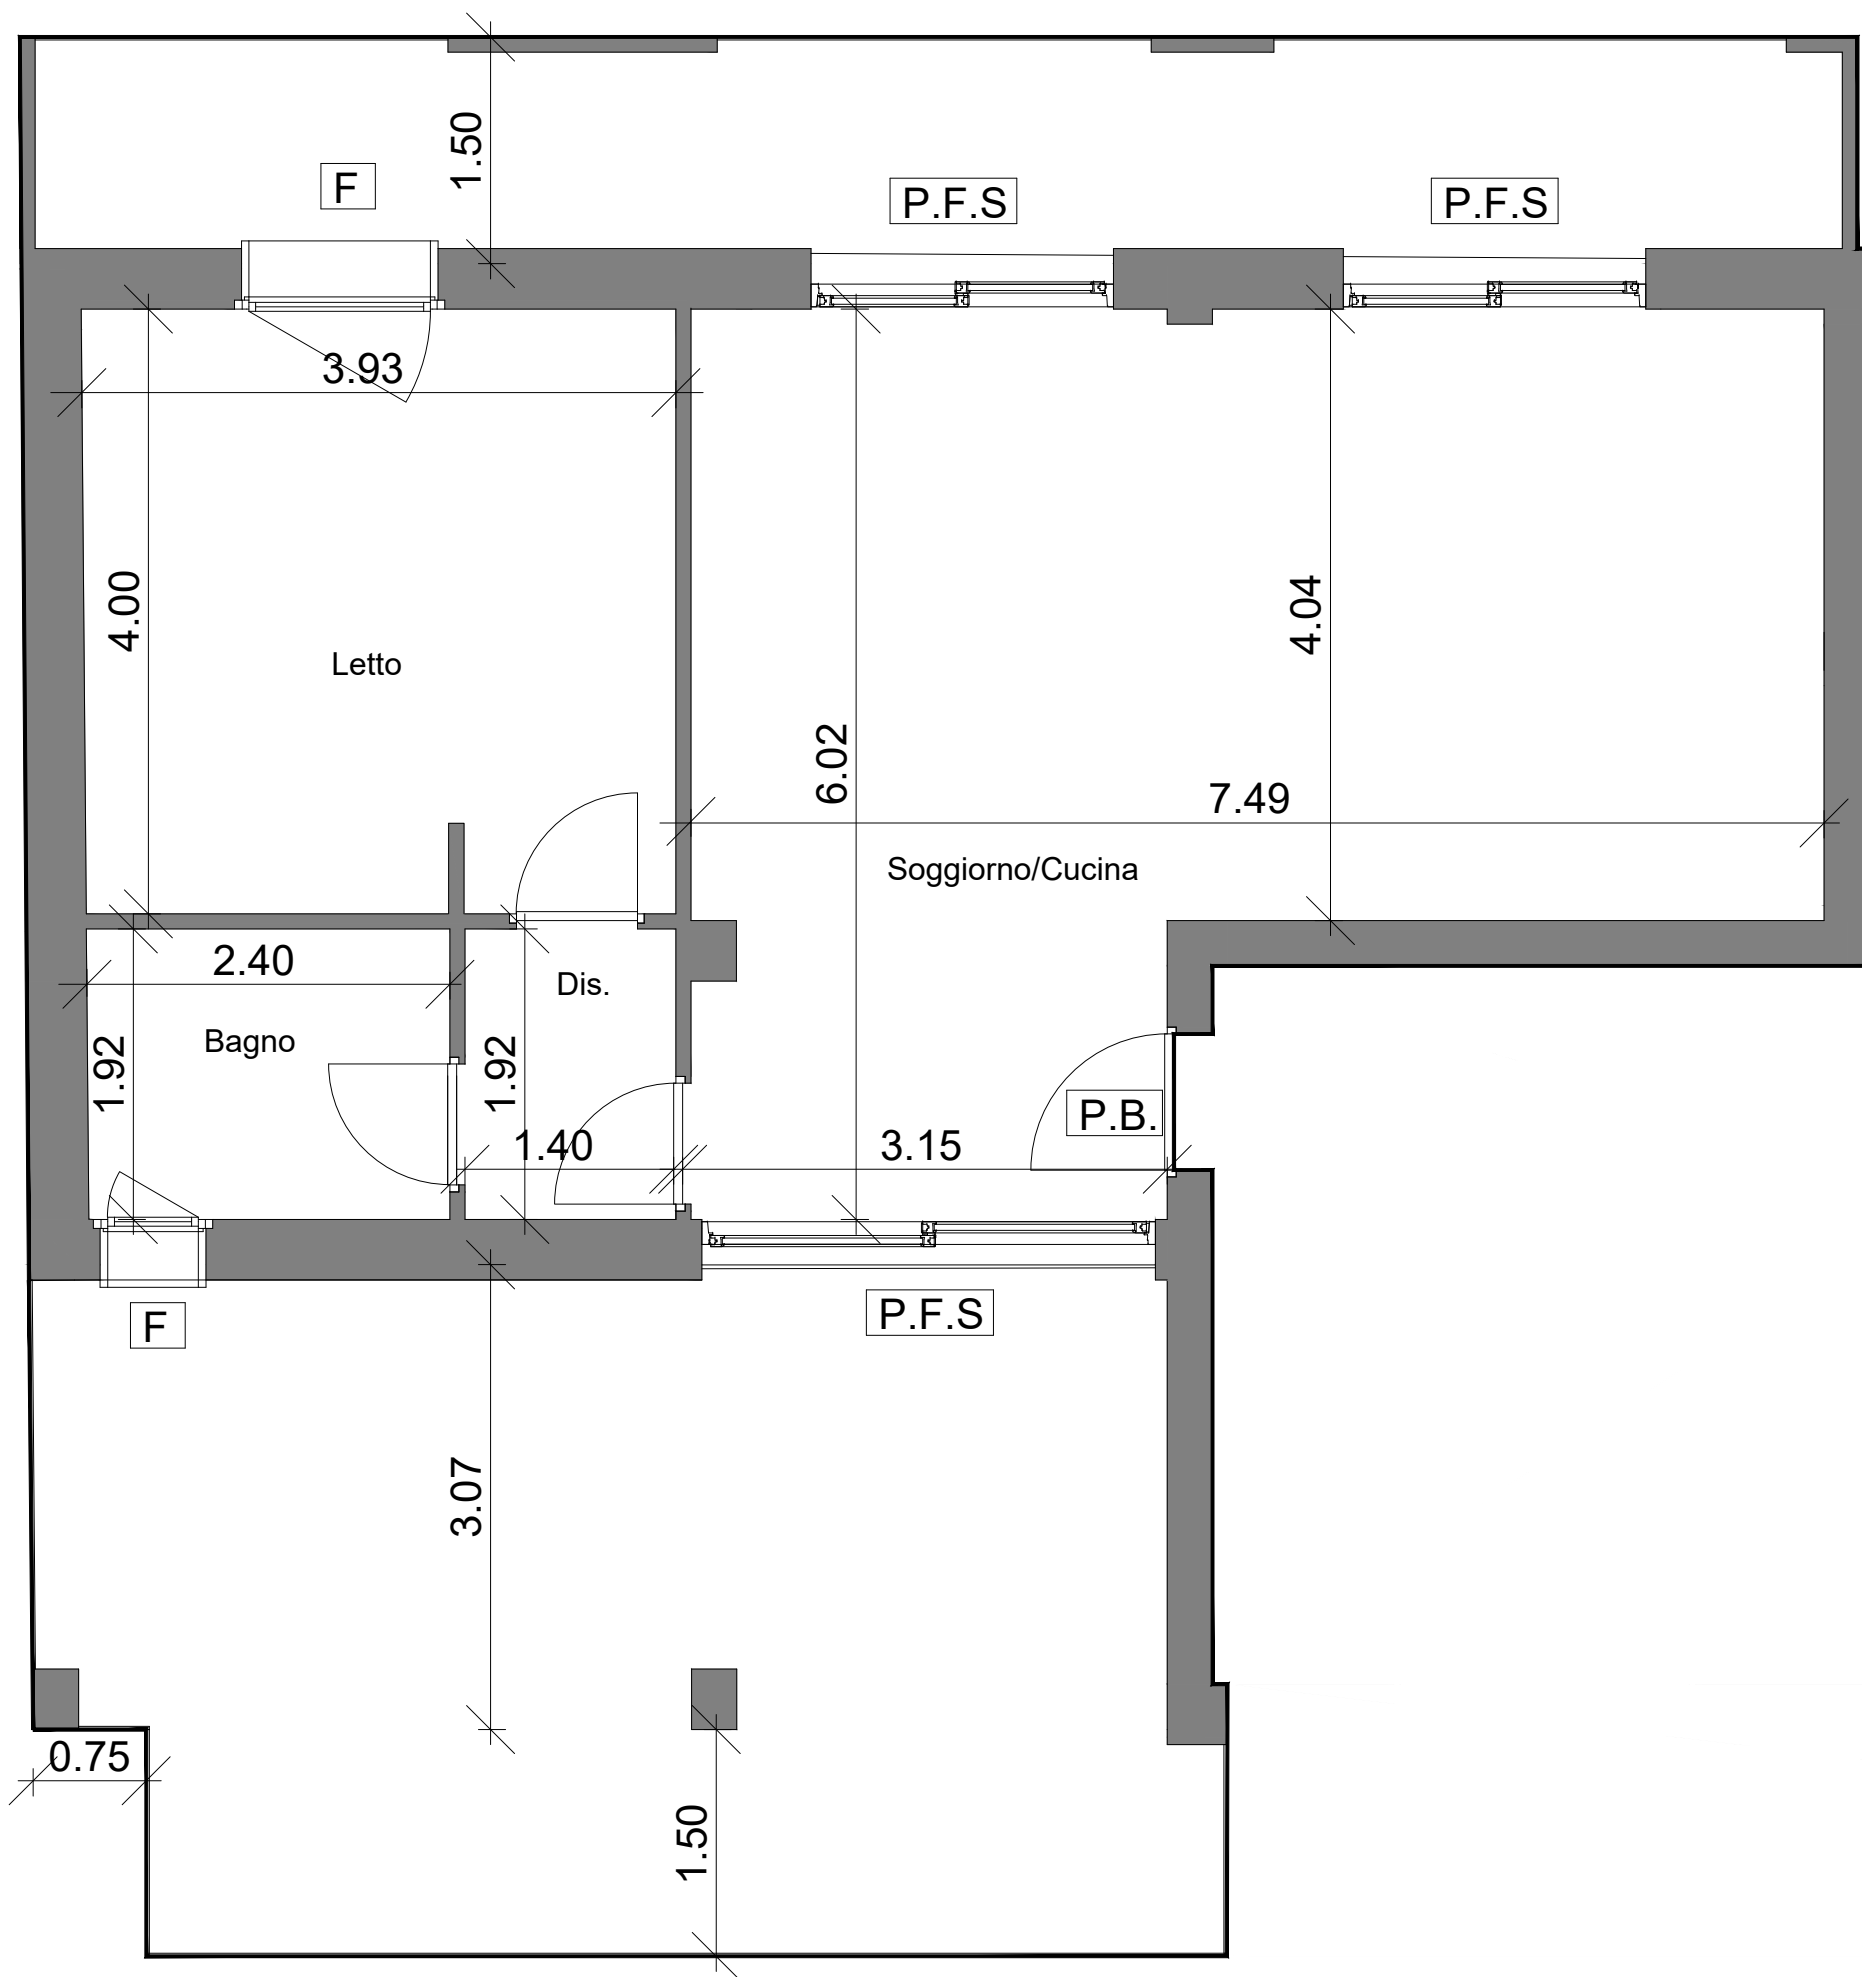 1.50
F
P.F.S
P.F.S
3.93
4.00
4.04
Letto
6.02
7.49
Soggiorno/Cucina
2.40
Dis.
Bagno
1.92
1.92
P.B.
1.40
3.15
F
P.F.S
3.07
0.75
1.50